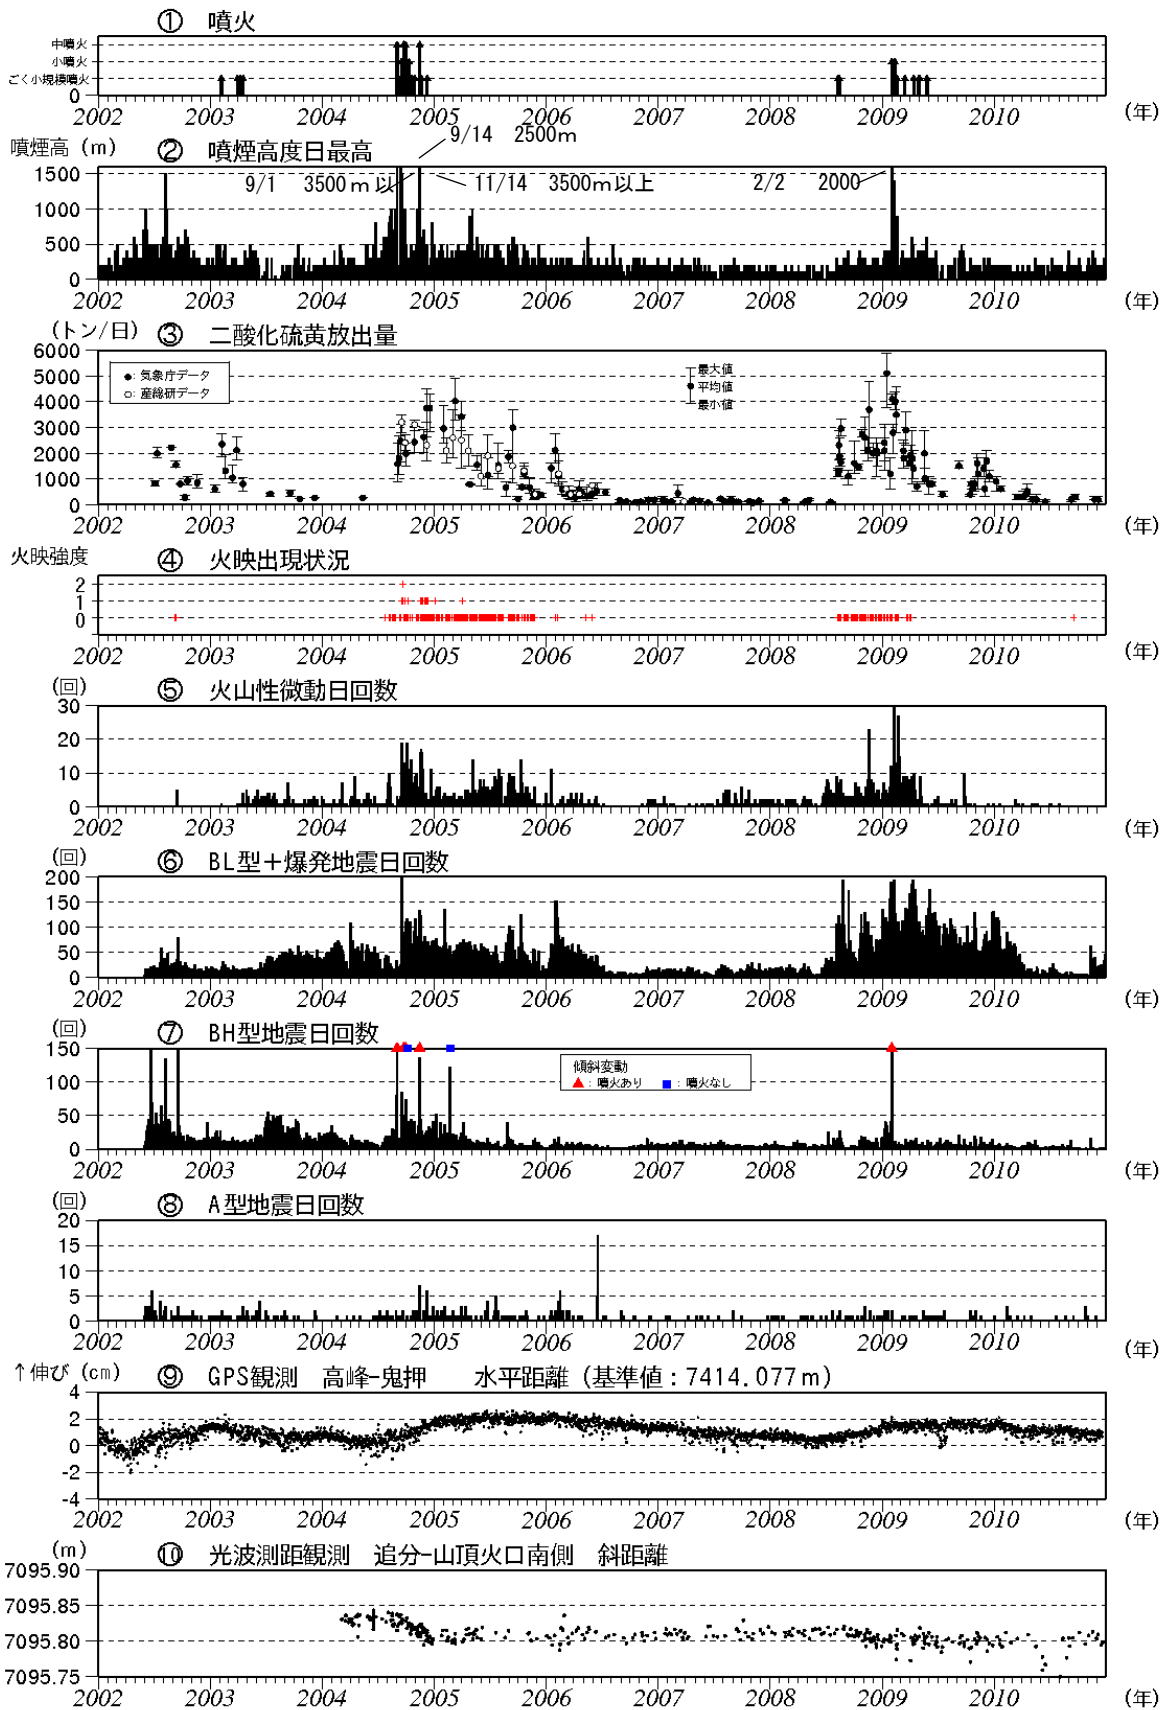 ① 噴火
中噴火
小噴火
ごく小規模噴火
0
2002 2003 2004 2005 2006 2007 2008 2009 2010 (年)
噴煙高(m) ② 噴煙高度日最高
9/14 2500m
9/1 3500m以
11/14 3500m以上
2/2 2000
1500
1000
500
0
2002 2003 2004 2005 2006 2007 2008 2009 2010 (年)
(トン/日) ③ 二酸化硫黄放出量
6000
5000
4000
3000
2000
1000
0
●:気象庁データ
○:産総研データ
最大値
平均値
最小値
2002 2003 2004 2005 2006 2007 2008 2009 2010 (年)
火映強度 ④ 火映出現状況
2
1
0
2002 2003 2004 2005 2006 2007 2008 2009 2010 (年)
(回) ⑤ 火山性微動日回数
30
20
10
0
2002 2003 2004 2005 2006 2007 2008 2009 2010 (年)
(回) ⑥ BL型+爆発地震日回数
200
150
100
50
0
2002 2003 2004 2005 2006 2007 2008 2009 2010 (年)
(回) ⑦ BH型地震日回数
150
100
50
0
傾斜変動
▲:噴火あり ■:噴火なし
2002 2003 2004 2005 2006 2007 2008 2009 2010 (年)
(回) ⑧ A型地震日回数
20
15
10
5
0
2002 2003 2004 2005 2006 2007 2008 2009 2010 (年)
↑伸び(cm) ⑨ GPS観測 高峰-鬼押 水平距離(基準値:7414.077m)
4
2
0
-2
-4
2002 2003 2004 2005 2006 2007 2008 2009 2010 (年)
(m) ⑩ 光波測距観測 追分-山頂火口南側 斜距離
7095.90
7095.85
7095.80
7095.75
2002 2003 2004 2005 2006 2007 2008 2009 2010 (年)